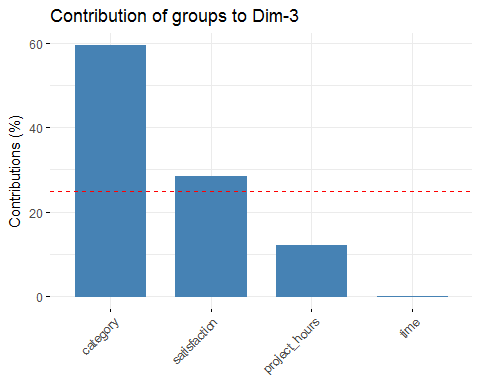 Contribution of groups to Dim-3
Contributions (%)
60
40
20
0
category
satisfaction
project_hours
time